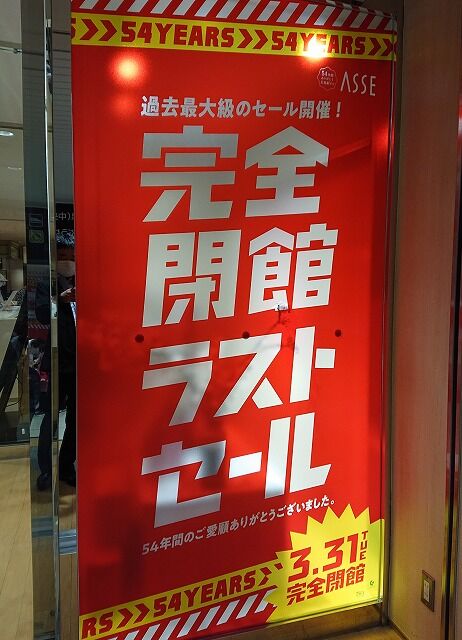 54YEARS 54YEARS
ASSE
過去最大級のセール開催！
完全
閉館
ラスト
セール
54年間のご愛顧ありがとうございました。
3.31 TUE
完全閉館
RS 54YEARS